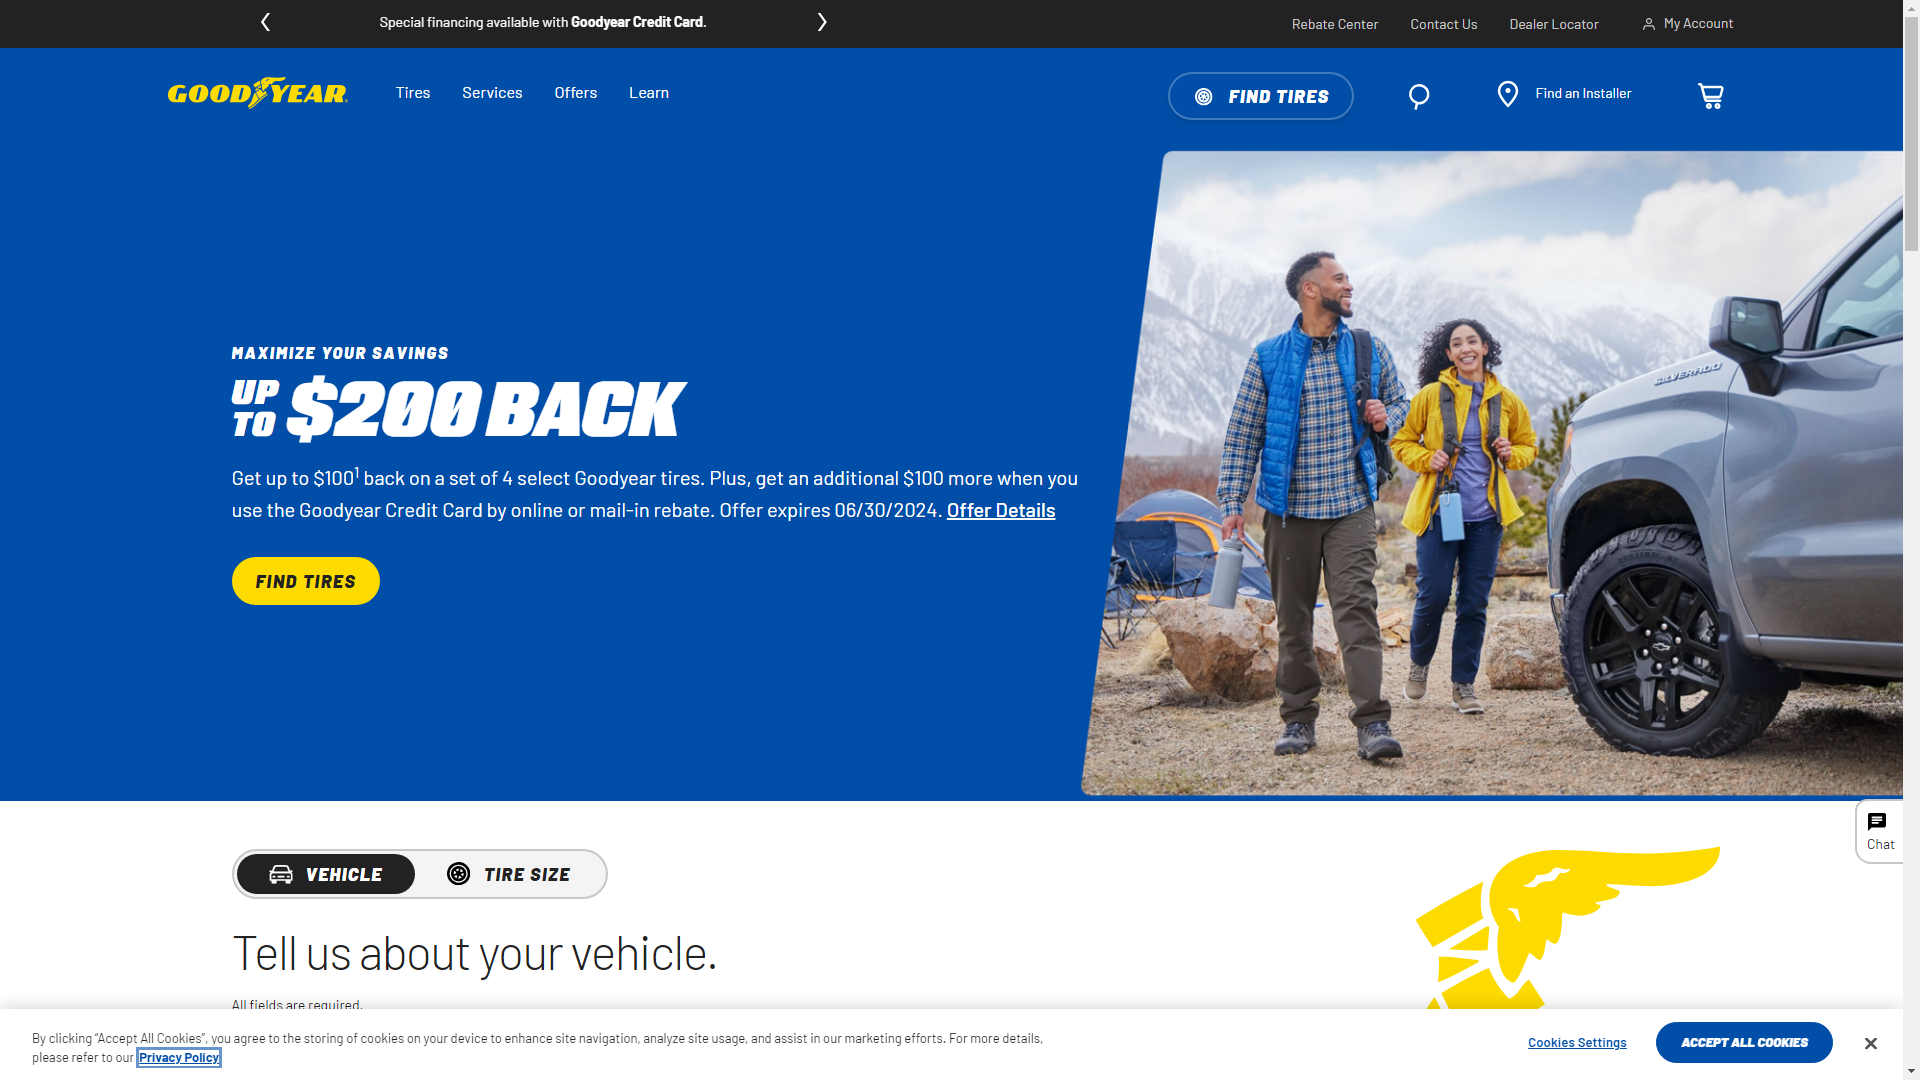 Special financing available with Goodyear Credit Card.
Rebate Center
Contact Us
Dealer Locator
My Account
GOODYEAR
Tires
Services
Offers
Learn
FIND TIRES
Find an Installer
MAXIMIZE YOUR SAVINGS
UP TO $200 BACK
Get up to $100¹ back on a set of 4 select Goodyear tires. Plus, get an additional $100 more when you
use the Goodyear Credit Card by online or mail-in rebate. Offer expires 06/30/2024. Offer Details
FIND TIRES
SILVERADO
Chat
VEHICLE
TIRE SIZE
Tell us about your vehicle.
All fields are required.
By clicking “Accept All Cookies”, you agree to the storing of cookies on your device to enhance site navigation, analyze site usage, and assist in our marketing efforts. For more details,
please refer to our Privacy Policy
Cookies Settings
ACCEPT ALL COOKIES